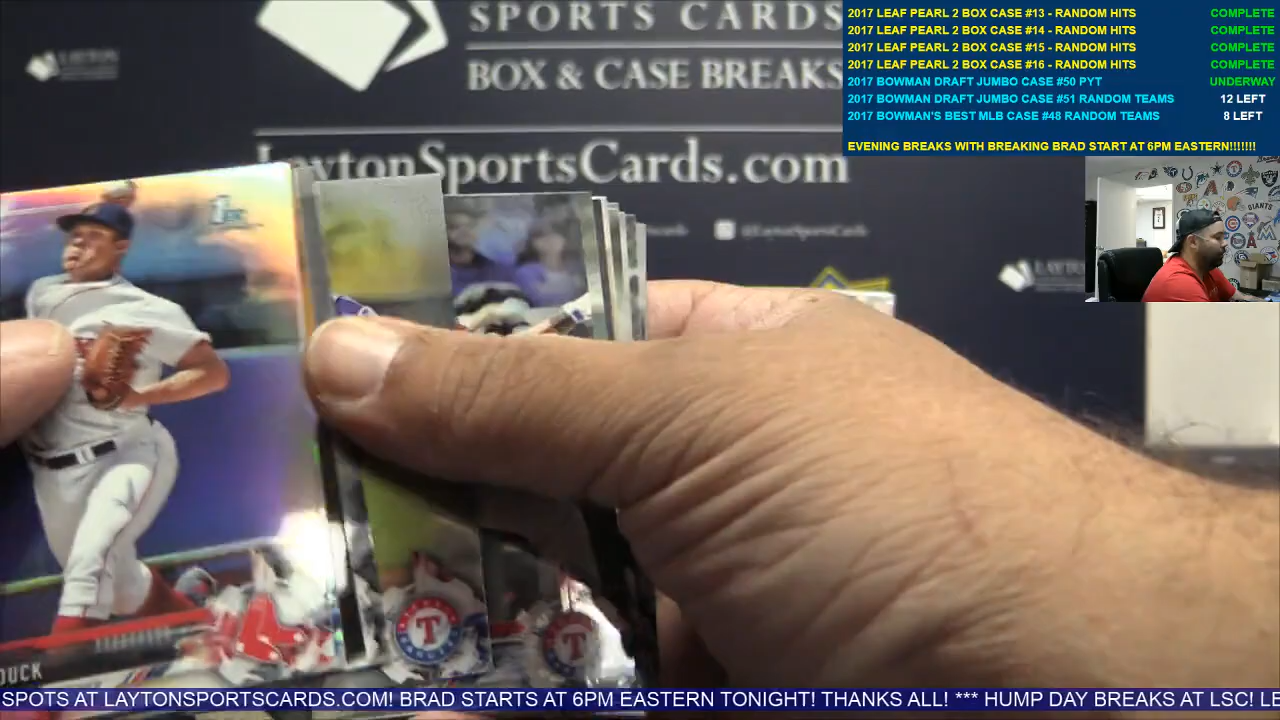 SPORTS CARDS
BOX & CASE BREAKS
LaytonSportsCards.com
2017 LEAF PEARL 2 BOX CASE #13 - RANDOM HITS COMPLETE
2017 LEAF PEARL 2 BOX CASE #14 - RANDOM HITS COMPLETE
2017 LEAF PEARL 2 BOX CASE #15 - RANDOM HITS COMPLETE
2017 LEAF PEARL 2 BOX CASE #16 - RANDOM HITS COMPLETE
2017 BOWMAN DRAFT JUMBO CASE #50 PYT UNDERWAY
2017 BOWMAN DRAFT JUMBO CASE #51 RANDOM TEAMS 12 LEFT
2017 BOWMAN'S BEST MLB CASE #48 RANDOM TEAMS 8 LEFT
EVENING BREAKS WITH BREAKING BRAD START AT 6PM EASTERN!!!!!!!
GIANTS
T
T
SPOTS AT LAYTONSPORTSCARDS.COM! BRAD STARTS AT 6PM EASTERN TONIGHT! THANKS ALL! *** HUMP DAY BREAKS AT LSC! LE